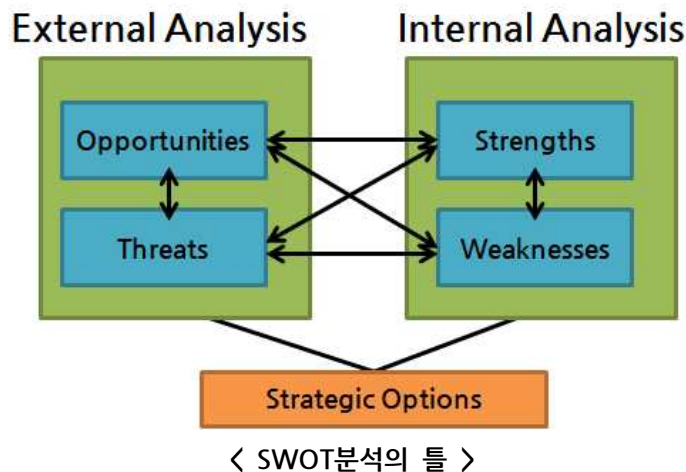 External Analysis
Internal Analysis
Opportunities
Strengths
Threats
Weaknesses
Strategic Options
< SWOT분석의 틀 >